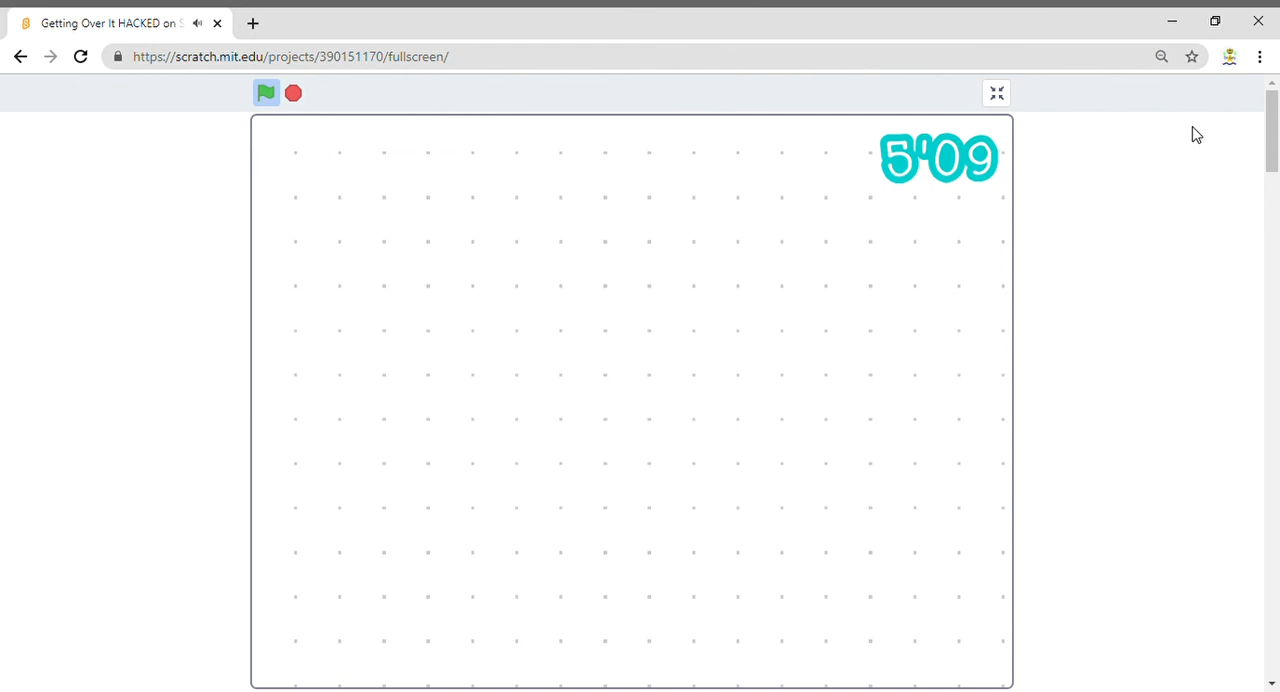 Getting Over It HACKED on S
https://scratch.mit.edu/projects/390151170/fullscreen/
5"09